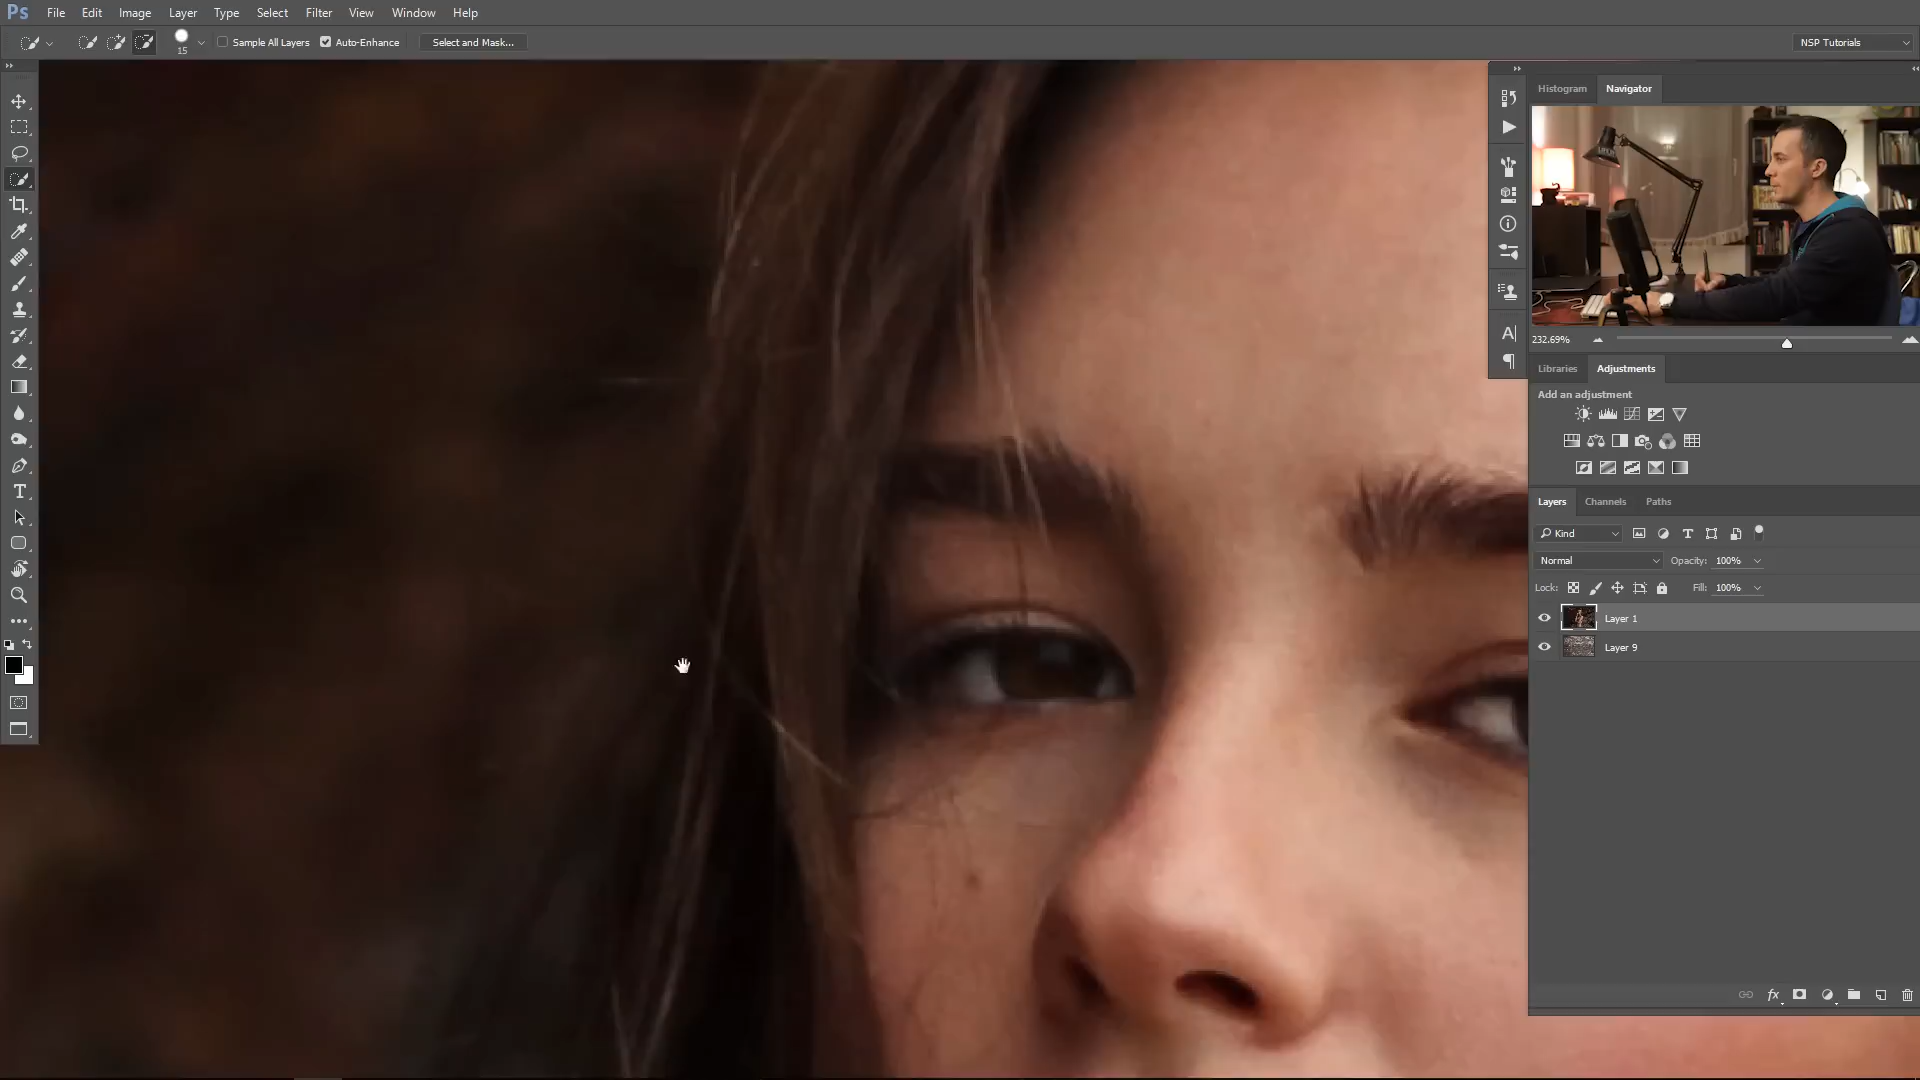 Ps File Edit Image Layer Type Select Filter View Window Help
15 Sample All Layers Auto-Enhance Select and Mask... NSP Tutorials
Histogram Navigator
232.69%
Libraries Adjustments
Add an adjustment
Layers Channels Paths
Kind
Normal Opacity: 100%
Lock: Fill: 100%
Layer 1
Layer 9